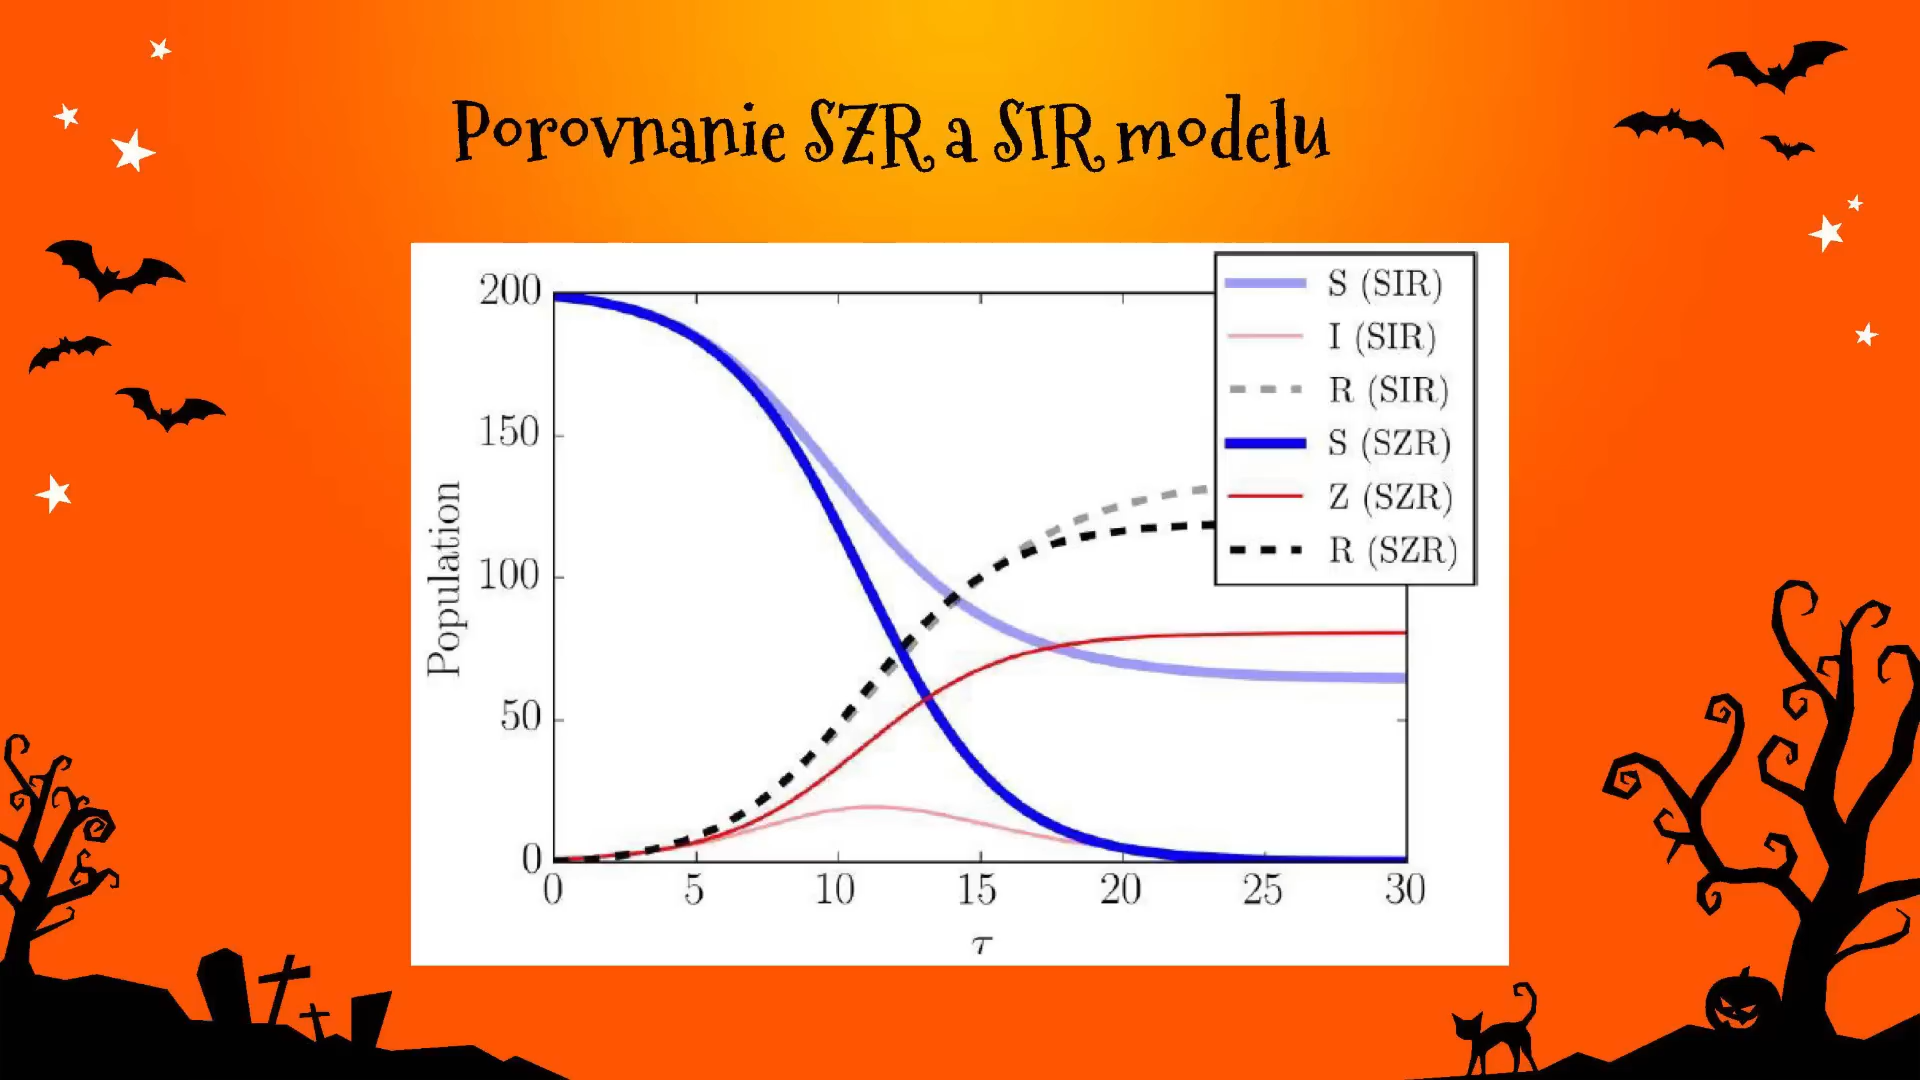 Porovnanie SZR a SIR modelu
S (SIR)
I (SIR)
R (SIR)
S (SZR)
Z (SZR)
R (SZR)
Population
200
150
100
50
0
0 5 10 15 20 25 30
τ